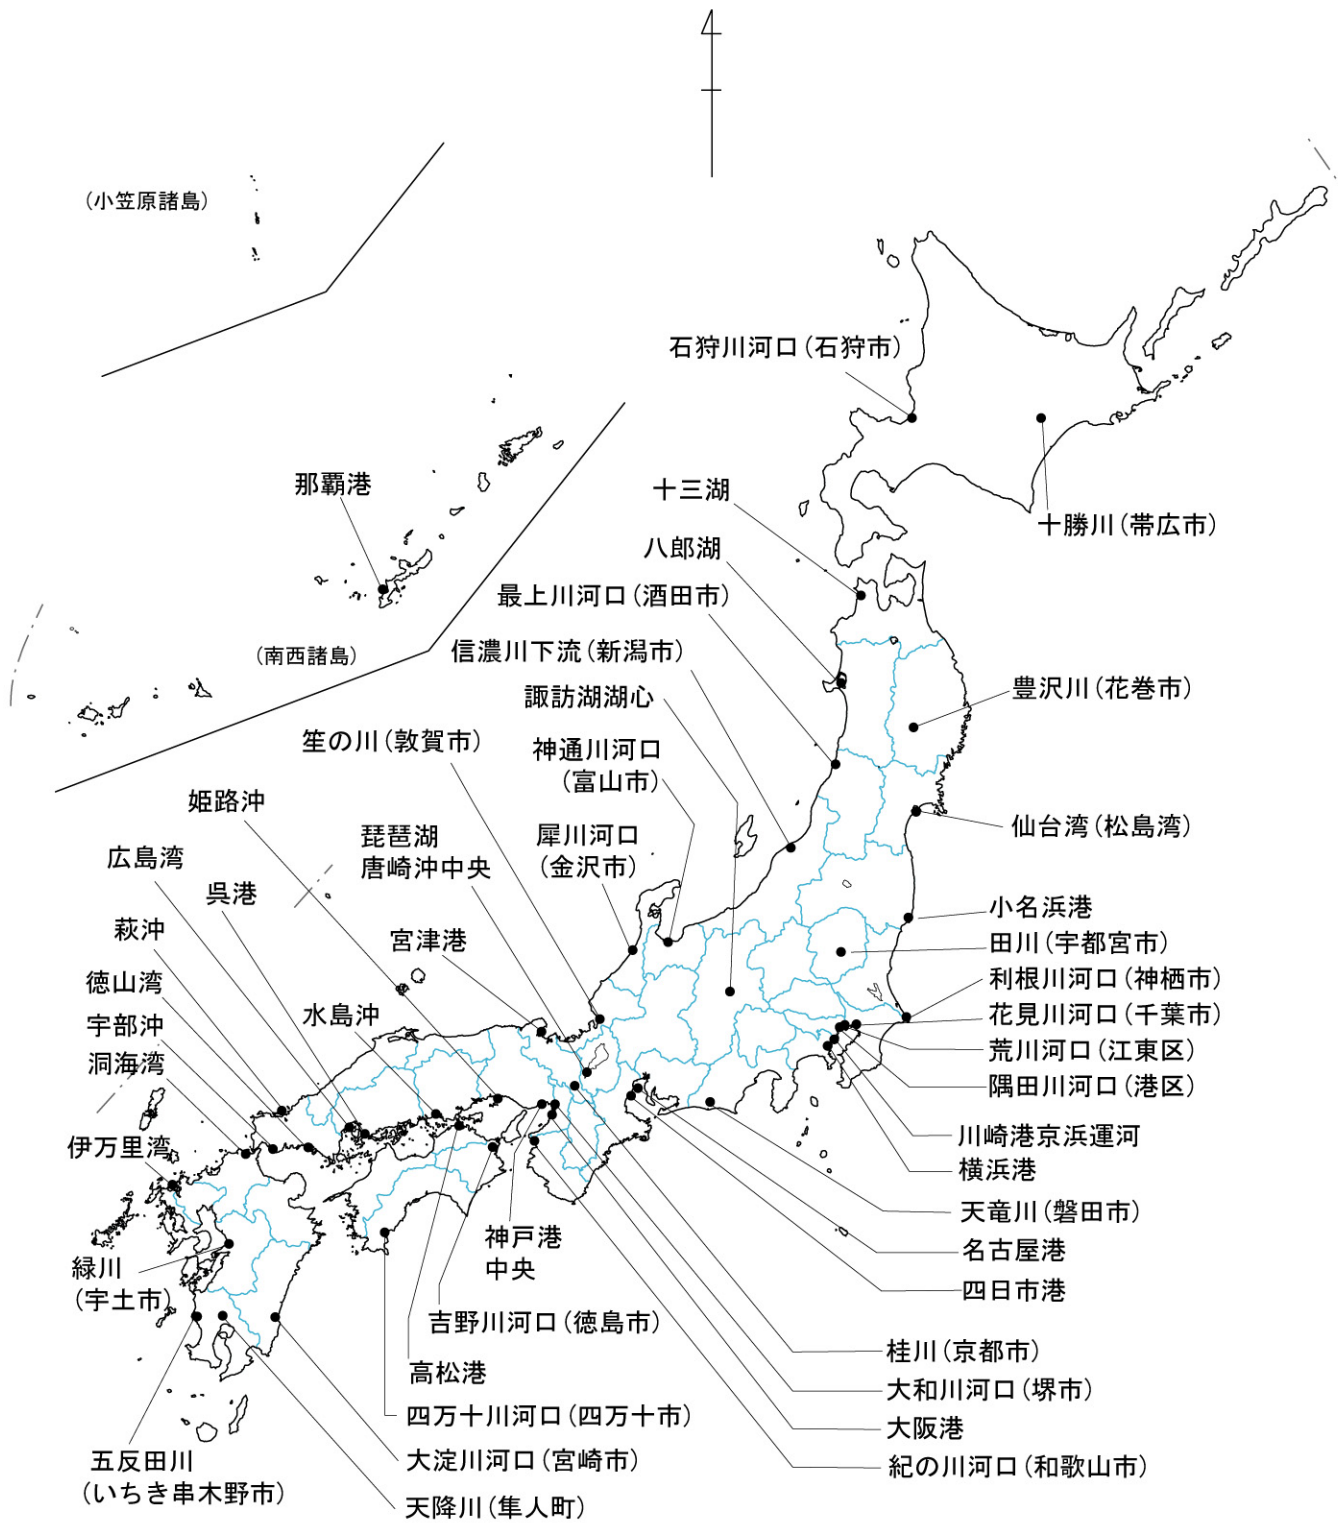 (小笠原諸島)
石狩川河口(石狩市)
那覇港
十三湖
十勝川(帯広市)
八郎湖
最上川河口(酒田市)
(南西諸島)
信濃川下流(新潟市)
諏訪湖湖心
豊沢川(花巻市)
笙の川(敦賀市)
神通川河口
(富山市)
姫路沖
琵琶湖
唐崎沖中央
犀川河口
(金沢市)
仙台湾(松島湾)
広島湾
呉港
萩沖
宮津港
小名浜港
田川(宇都宮市)
徳山湾
利根川河口(神栖市)
宇部沖
水島沖
花見川河口(千葉市)
洞海湾
荒川河口(江東区)
隅田川河口(港区)
伊万里湾
川崎港京浜運河
横浜港
天竜川(磐田市)
神戸港
中央
名古屋港
緑川
(宇土市)
四日市港
吉野川河口(徳島市)
桂川(京都市)
高松港
大和川河口(堺市)
四万十川河口(四万十市)
大阪港
五反田川
(いちき串木野市)
大淀川河口(宮崎市)
紀の川河口(和歌山市)
天降川(隼人町)